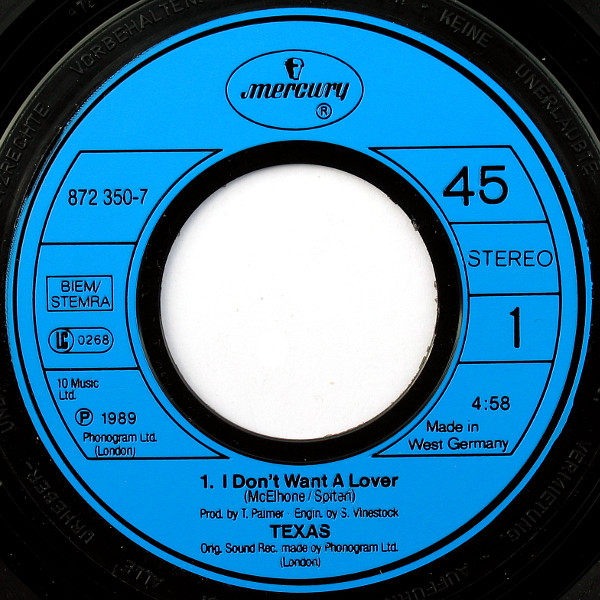 mercury
®
872 350-7
45
STEREO
BIEM/
STEMRA
1
LC 0268
10 Music
Ltd.
℗ 1989
Phonogram Ltd.
(London)
4:58
Made in
West Germany
1. I Don't Want A Lover
(McElhone / Spiteri)
Prod. by T. Palmer · Engin. by S. Vinestock
TEXAS
Orig. Sound Rec. made by Phonogram Ltd.
(London)
VORBEHALTEN
KEINE
UNERLAUBTE
VERMIETUNG,
ALLE
URHEBER-